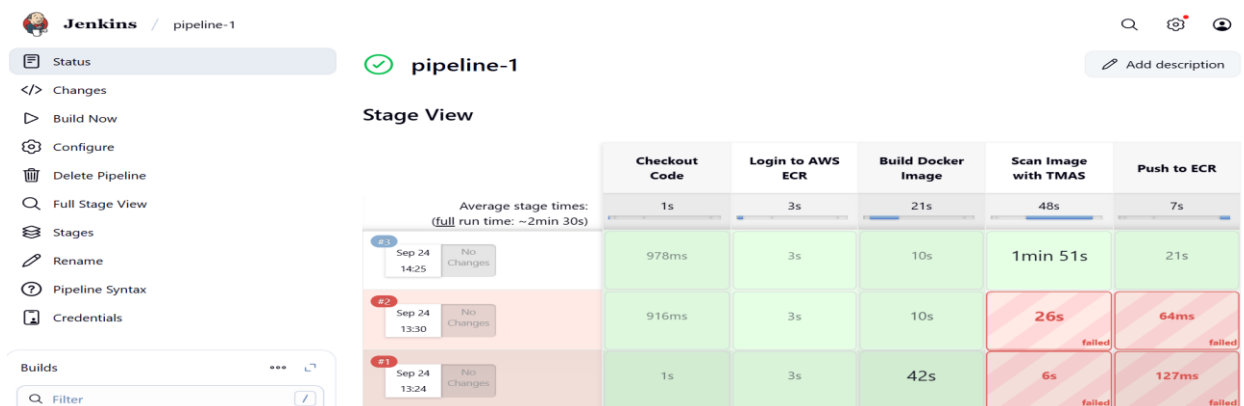 Jenkins / pipeline-1
Status
Changes
Build Now
Configure
Delete Pipeline
Full Stage View
Stages
Rename
Pipeline Syntax
Credentials
Builds
Filter /
pipeline-1
Add description
Stage View
Checkout Code
Login to AWS ECR
Build Docker Image
Scan Image with TMAS
Push to ECR
Average stage times:
(full run time: ~2min 30s)
1s 3s 21s 48s 7s
#3
Sep 24
14:25
No Changes
978ms 3s 10s 1min 51s 21s
#2
Sep 24
13:30
No Changes
916ms 3s 10s 26s failed 64ms failed
#1
Sep 24
13:24
No Changes
1s 3s 42s 6s failed 127ms failed